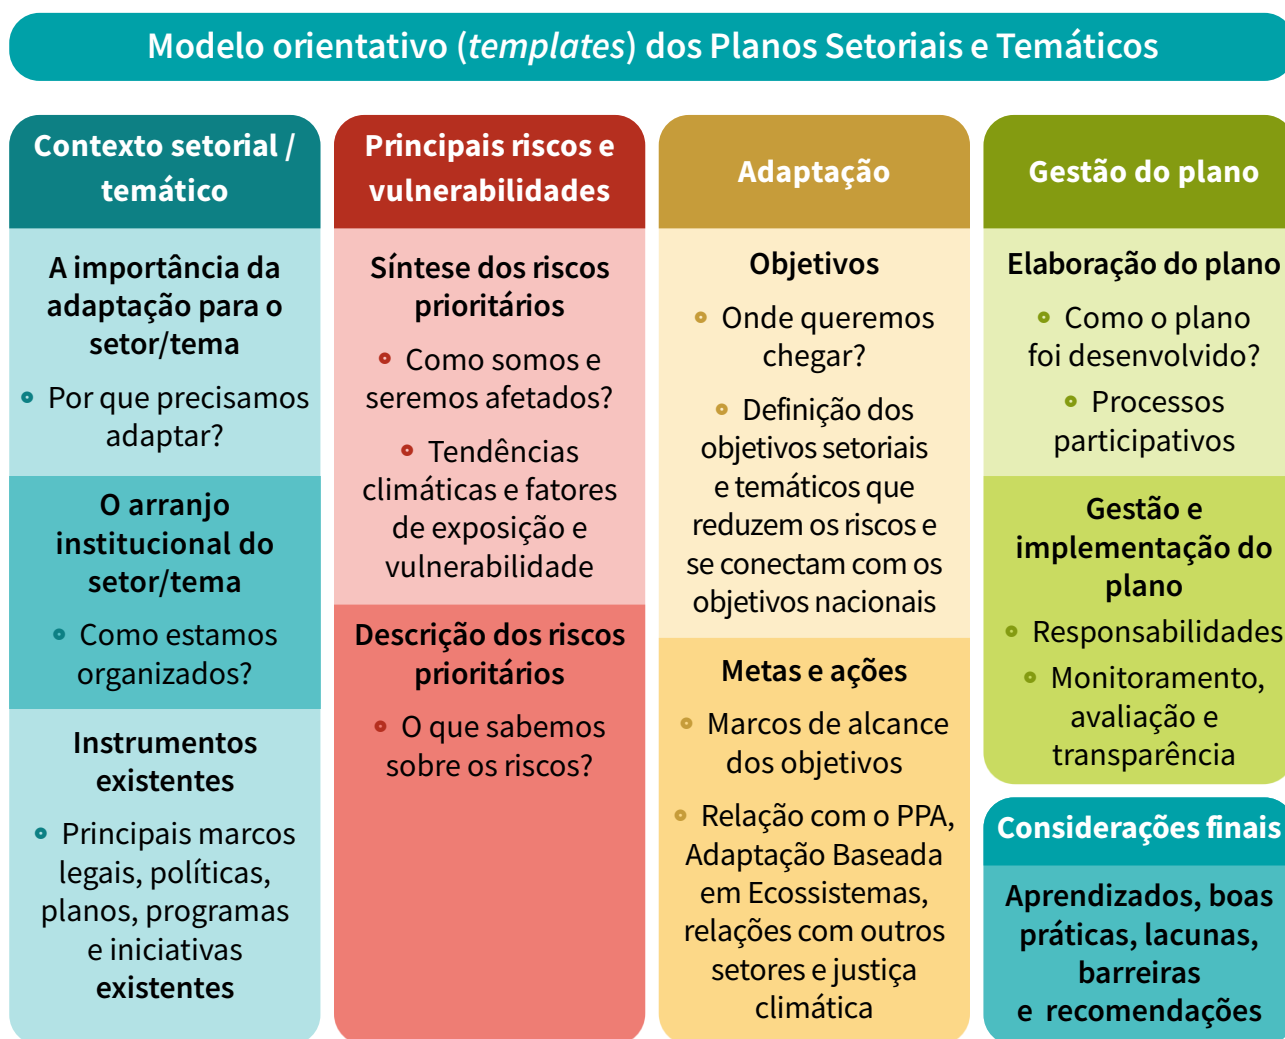 Modelo orientativo (templates) dos Planos Setoriais e Temáticos
Contexto setorial /
temático
A importância da
adaptação para o
setor/tema
Por que precisamos
adaptar?
O arranjo
institucional do
setor/tema
Como estamos
organizados?
Instrumentos
existentes
Principais marcos
legais, políticas,
planos, programas
e iniciativas
existentes
Principais riscos e
vulnerabilidades
Síntese dos riscos
prioritários
Como somos e
seremos afetados?
Tendências
climáticas e fatores
de exposição e
vulnerabilidade
Descrição dos riscos
prioritários
O que sabemos
sobre os riscos?
Adaptação
Objetivos
Onde queremos
chegar?
Definição dos
objetivos setoriais
e temáticos que
reduzem os riscos e
se conectam com os
objetivos nacionais
Metas e ações
Marcos de alcance
dos objetivos
Relação com o PPA,
Adaptação Baseada
em Ecossistemas,
relações com outros
setores e justiça
climática
Gestão do plano
Elaboração do plano
Como o plano
foi desenvolvido?
Processos
participativos
Gestão e
implementação do
plano
Responsabilidades
Monitoramento,
avaliação e
transparência
Considerações finais
Aprendizados, boas
práticas, lacunas,
barreiras
e recomendações